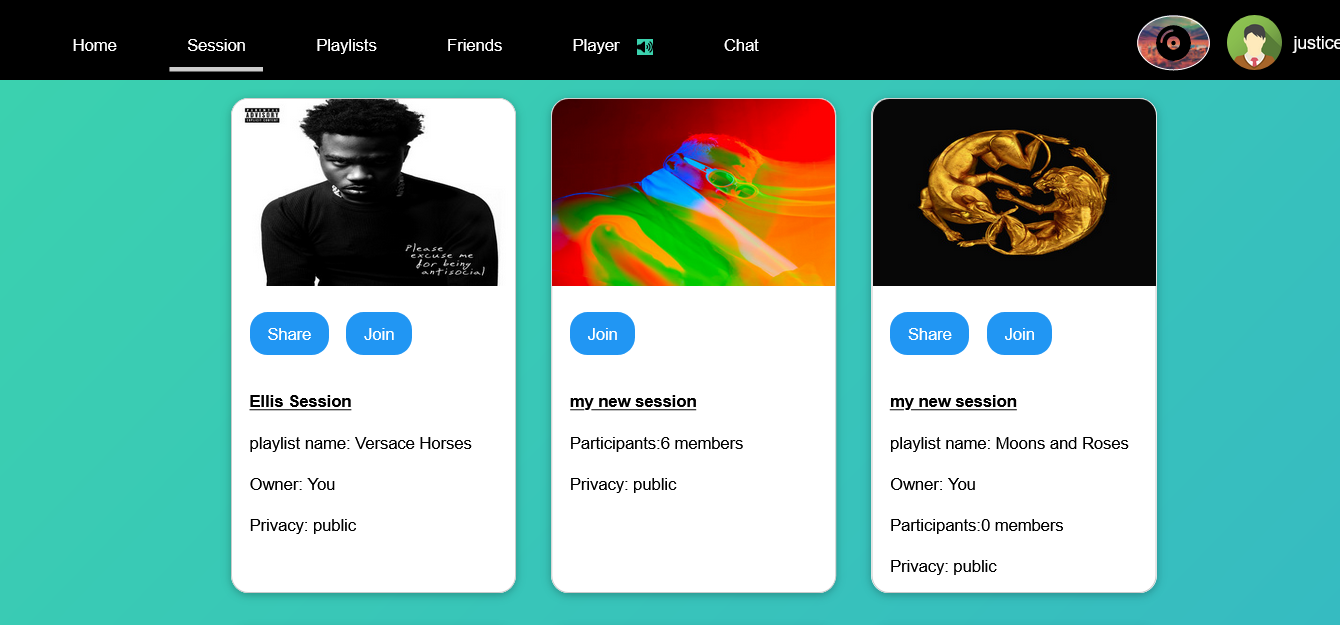 Home Session Playlists Friends Player Chat justice
PARENTAL
ADVISORY
EXPLICIT CONTENT
Please
excuse me
for being
antisocial
Share Join
Ellis Session
playlist name: Versace Horses
Owner: You
Privacy: public
Join
my new session
Participants:6 members
Privacy: public
Share Join
my new session
playlist name: Moons and Roses
Owner: You
Participants:0 members
Privacy: public